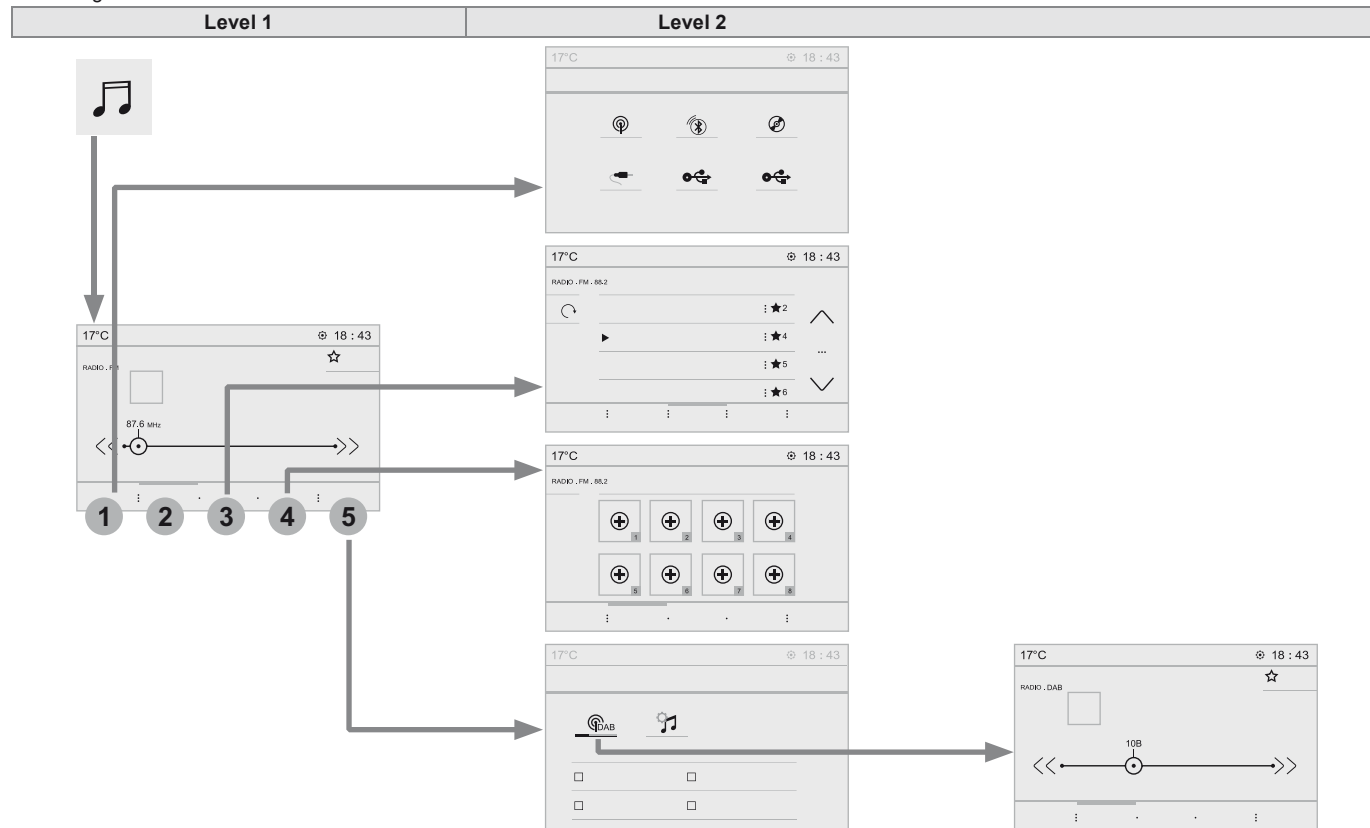 Level 1 Level 2
17°C 18 : 43
17°C 18 : 43
RADIO . FM . 88.2
2
4
...
5
6
17°C 18 : 43
RADIO . FM
87.6 MHz
1 2 3 4 5
17°C 18 : 43
RADIO . FM . 88.2
1 2 3 4
5 6 7 8
17°C 18 : 43
DAB
17°C 18 : 43
RADIO . DAB
10B